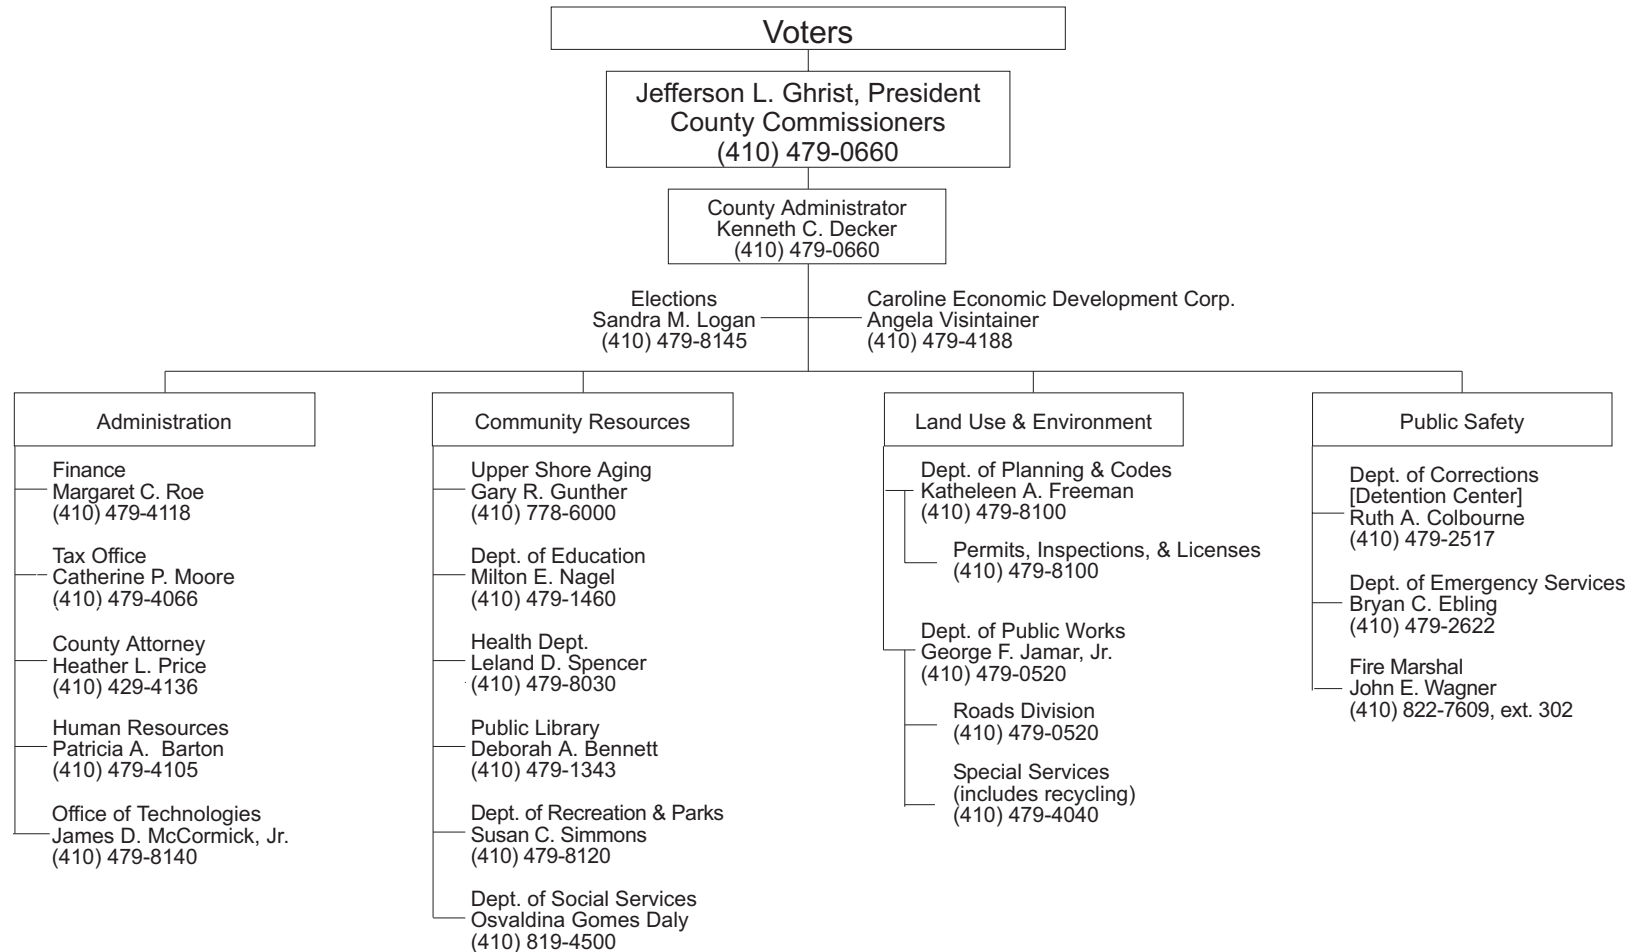 Voters
Jefferson L. Ghrist, President
County Commissioners
(410) 479-0660
County Administrator
Kenneth C. Decker
(410) 479-0660
Elections
Sandra M. Logan
(410) 479-8145
Caroline Economic Development Corp.
Angela Visintainer
(410) 479-4188
Administration
Finance
Margaret C. Roe
(410) 479-4118
Tax Office
Catherine P. Moore
(410) 479-4066
County Attorney
Heather L. Price
(410) 429-4136
Human Resources
Patricia A. Barton
(410) 479-4105
Office of Technologies
James D. McCormick, Jr.
(410) 479-8140
Community Resources
Upper Shore Aging
Gary R. Gunther
(410) 778-6000
Dept. of Education
Milton E. Nagel
(410) 479-1460
Health Dept.
Leland D. Spencer
(410) 479-8030
Public Library
Deborah A. Bennett
(410) 479-1343
Dept. of Recreation & Parks
Susan C. Simmons
(410) 479-8120
Dept. of Social Services
Osvaldina Gomes Daly
(410) 819-4500
Land Use & Environment
Dept. of Planning & Codes
Katheleen A. Freeman
(410) 479-8100
Permits, Inspections, & Licenses
(410) 479-8100
Dept. of Public Works
George F. Jamar, Jr.
(410) 479-0520
Roads Division
(410) 479-0520
Special Services
(includes recycling)
(410) 479-4040
Public Safety
Dept. of Corrections
[Detention Center]
Ruth A. Colbourne
(410) 479-2517
Dept. of Emergency Services
Bryan C. Ebling
(410) 479-2622
Fire Marshal
John E. Wagner
(410) 822-7609, ext. 302